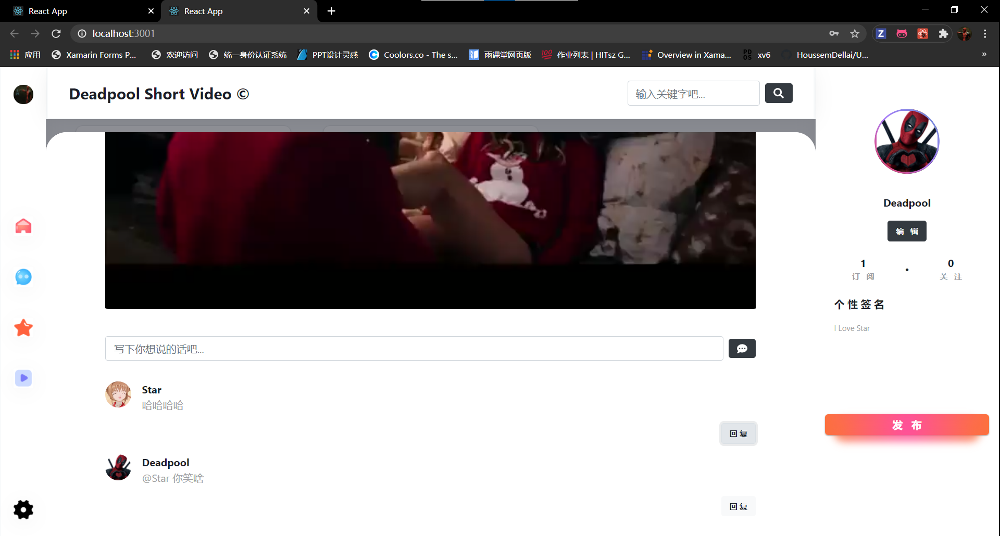 React App
React App
localhost:3001
应用
Xamarin Forms P...
欢迎访问
统一身份认证系统
PPT设计灵感
Coolors.co - The s...
雨课堂网页版
100
作业列表 | HITsz G...
Overview in Xama...
PD
OS
xv6
HoussemDellai/U...
»
Deadpool Short Video ©
输入关键字吧...
Deadpool
编 辑
1
订 阅
•
0
关 注
个 性 签 名
I Love Star
发 布
写下你想说的话吧...
Star
哈哈哈哈
回 复
Deadpool
@Star 你笑啥
回 复